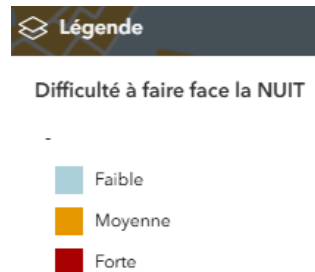 Légende
Difficulté à faire face la NUIT
-
Faible
Moyenne
Forte